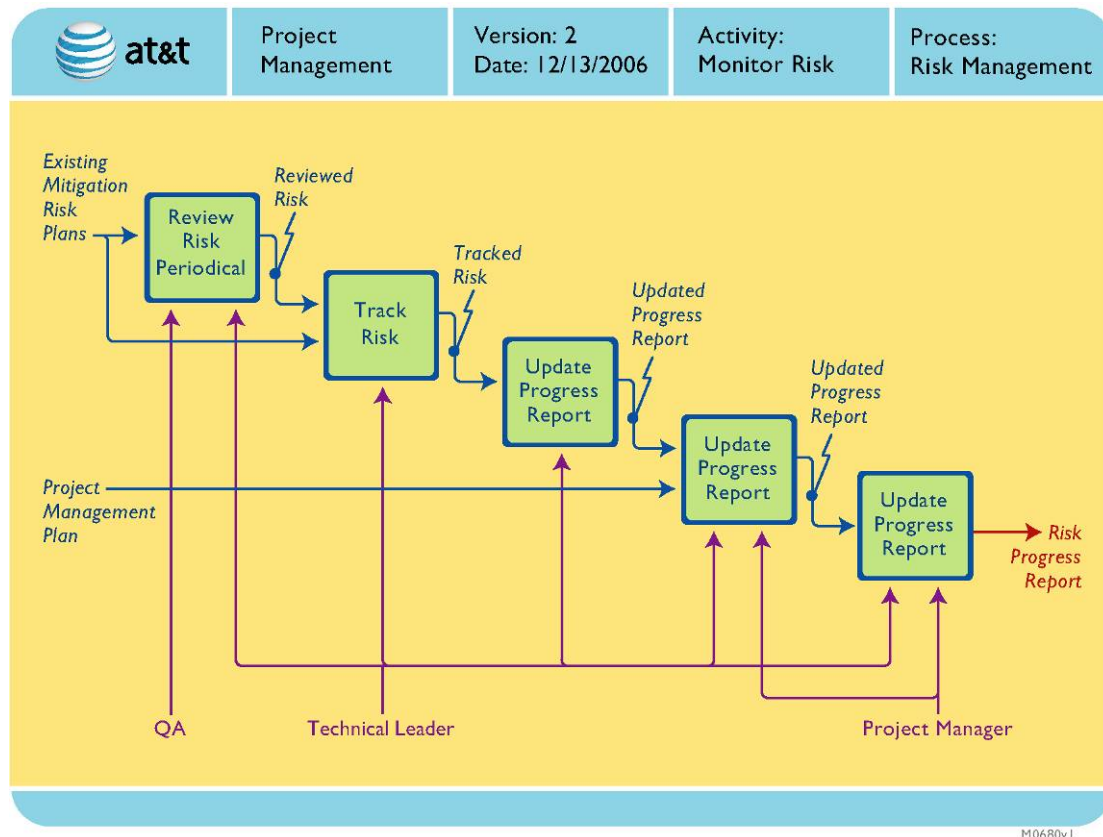 at&t
Project
Management
Version: 2
Date: 12/13/2006
Activity:
Monitor Risk
Process:
Risk Management
Existing
Mitigation
Risk
Plans
Review
Risk
Periodical
Reviewed
Risk
Track
Risk
Tracked
Risk
Update
Progress
Report
Updated
Progress
Report
Update
Progress
Report
Updated
Progress
Report
Update
Progress
Report
Project
Management
Plan
Risk
Progress
Report
QA
Technical Leader
Project Manager
M0680v1